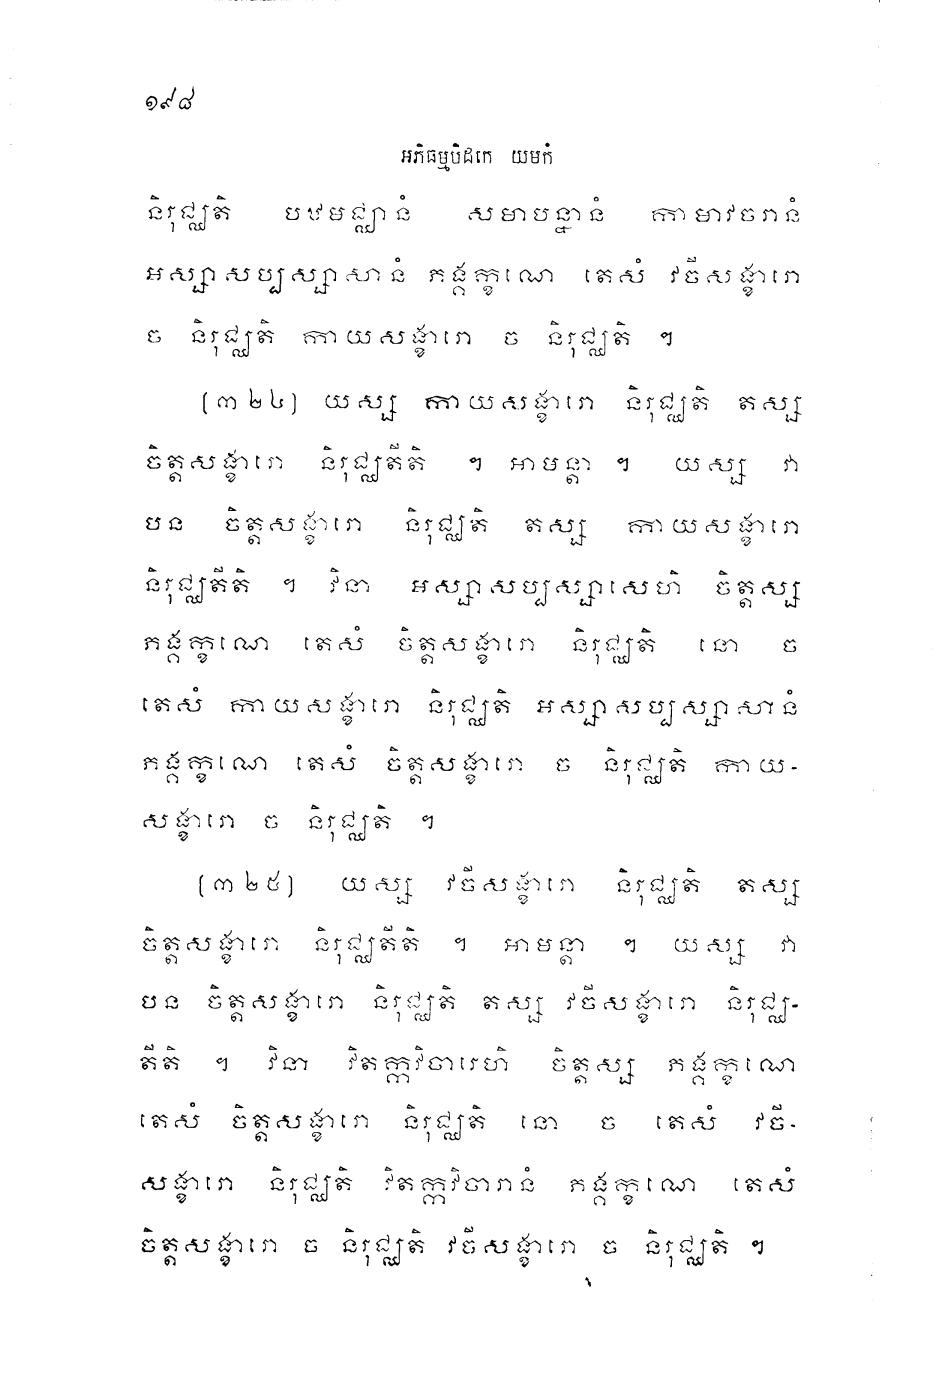 ១៩៨
អភិធម្មបិដកេ យមកំ
និរុជ្ឈតិ បឋមជ្ឈានំ សមាបន្នានំ កាមាវចរានំ
អស្សាសប្បស្សាសានំ ភង្គក្ខណេ តេសំ វចីសង្ខារោ
ច និរុជ្ឈតិ កាយសង្ខារោ ច និរុជ្ឈតិ ។
(៣២៤) យស្ស កាយសង្ខារោ និរុជ្ឈតិ តស្ស
ចិត្តសង្ខារោ និរុជ្ឈតីតិ ។ អាមន្តា ។ យស្ស វា
បន ចិត្តសង្ខារោ និរុជ្ឈតិ តស្ស កាយសង្ខារោ
និរុជ្ឈតីតិ ។ វិនា អស្សាសប្បស្សាសេហិ ចិត្តស្ស
ភង្គក្ខណេ តេសំ ចិត្តសង្ខារោ និរុជ្ឈតិ នោ ច
តេសំ កាយសង្ខារោ និរុជ្ឈតិ អស្សាសប្បស្សាសានំ
ភង្គក្ខណេ តេសំ ចិត្តសង្ខារោ ច និរុជ្ឈតិ កាយ-
សង្ខារោ ច និរុជ្ឈតិ ។
(៣២៥) យស្ស វចីសង្ខារោ និរុជ្ឈតិ តស្ស
ចិត្តសង្ខារោ និរុជ្ឈតីតិ ។ អាមន្តា ។ យស្ស វា
បន ចិត្តសង្ខារោ និរុជ្ឈតិ តស្ស វចីសង្ខារោ និរុជ្ឈ-
តីតិ ។ វិនា វិតក្កវិចារេហិ ចិត្តស្ស ភង្គក្ខណេ
តេសំ ចិត្តសង្ខារោ និរុជ្ឈតិ នោ ច តេសំ វចី-
សង្ខារោ និរុជ្ឈតិ វិតក្កវិចារានំ ភង្គក្ខណេ តេសំ
ចិត្តសង្ខារោ ច និរុជ្ឈតិ វចីសង្ខារោ ច និរុជ្ឈតិ ។